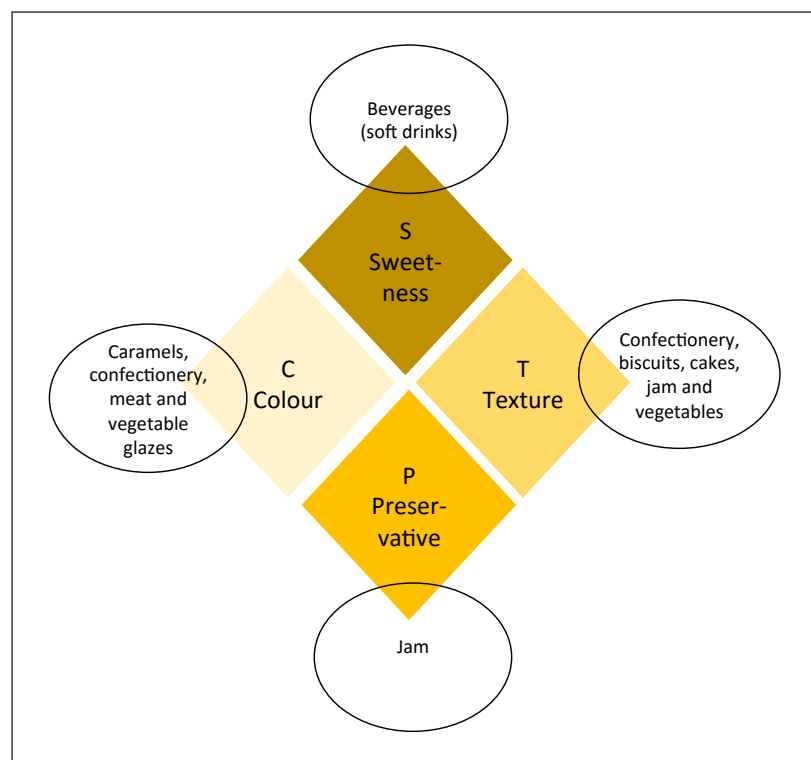 Beverages
(soft drinks)
S
Sweet-
ness
Caramels,
confectionery,
meat and
vegetable
glazes
C
Colour
T
Texture
Confectionery,
biscuits, cakes,
jam and
vegetables
P
Preser-
vative
Jam